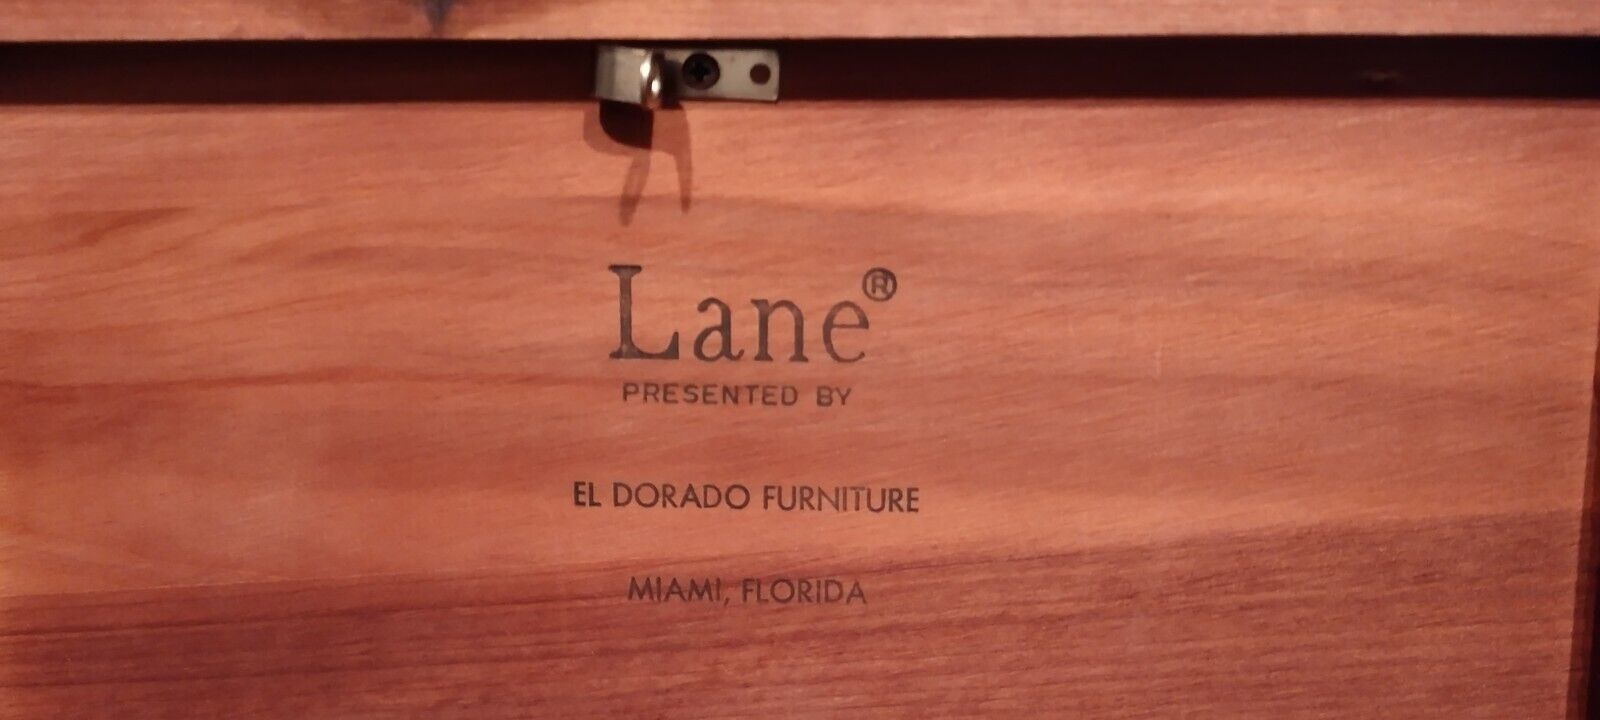 Lane®
PRESENTED BY
EL DORADO FURNITURE
MIAMI, FLORIDA